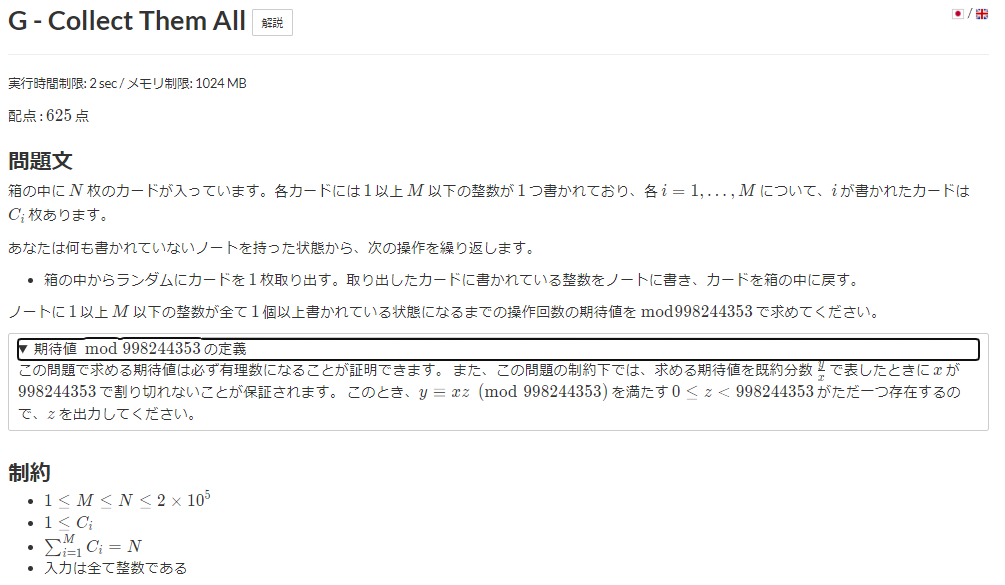 G - Collect Them All 解説
/
実行時間制限: 2 sec / メモリ制限: 1024 MB
配点 : 625 点
問題文
箱の中に N 枚のカードが入っています。各カードには 1 以上 M 以下の整数が 1 つ書かれており、各 i = 1, . . . , M について、i が書かれたカードは
C_i 枚あります。
あなたは何も書かれていないノートを持った状態から、次の操作を繰り返します。
• 箱の中からランダムにカードを 1 枚取り出す。取り出したカードに書かれている整数をノートに書き、カードを箱の中に戻す。
ノートに 1 以上 M 以下の整数が全て 1 個以上書かれている状態になるまでの操作回数の期待値を mod998244353 で求めてください。
▼ 期待値 mod 998244353 の定義
この問題で求める期待値は必ず有理数になることが証明できます。 また、この問題の制約下では、求める期待値を既約分数 y/x で表したときに x が
998244353 で割り切れないことが保証されます。 このとき、y ≡ xz (mod 998244353) を満たす 0 ≤ z < 998244353 がただ一つ存在するの
で、z を出力してください。
制約
• 1 ≤ M ≤ N ≤ 2 × 10^5
• 1 ≤ C_i
• ∑_{i=1}^{M} C_i = N
• 入力は全て整数である